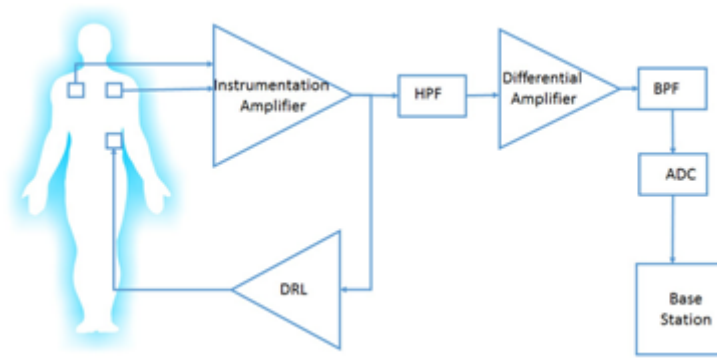 Instrumentation
Amplifier
HPF
Differential
Amplifier
BPF
ADC
DRL
Base
Station